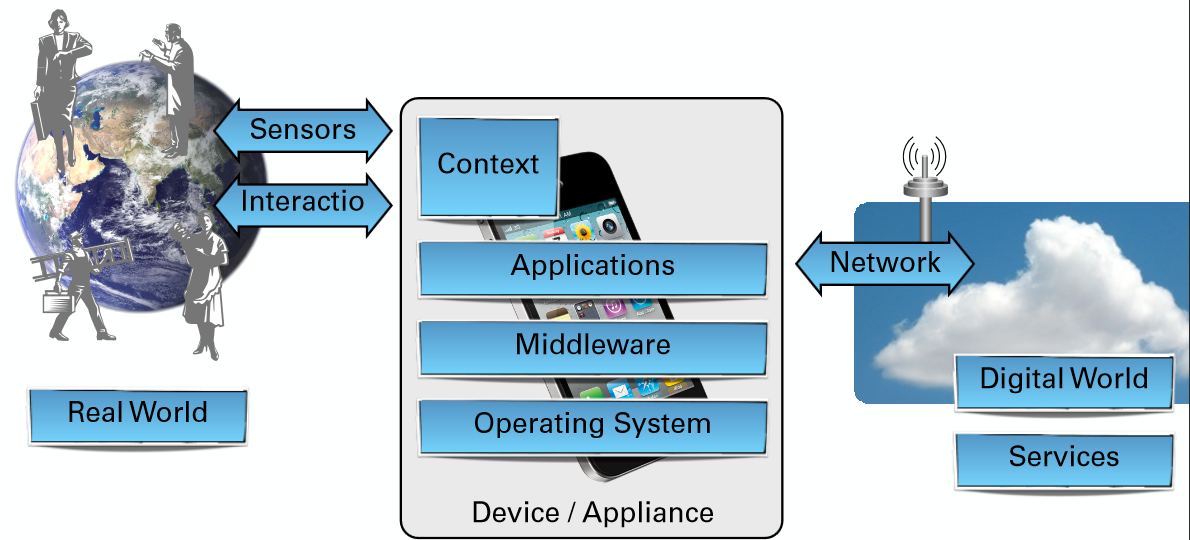 Sensors
Interactio
Real World
Context
Applications
Middleware
Operating System
Device / Appliance
Network
Digital World
Services